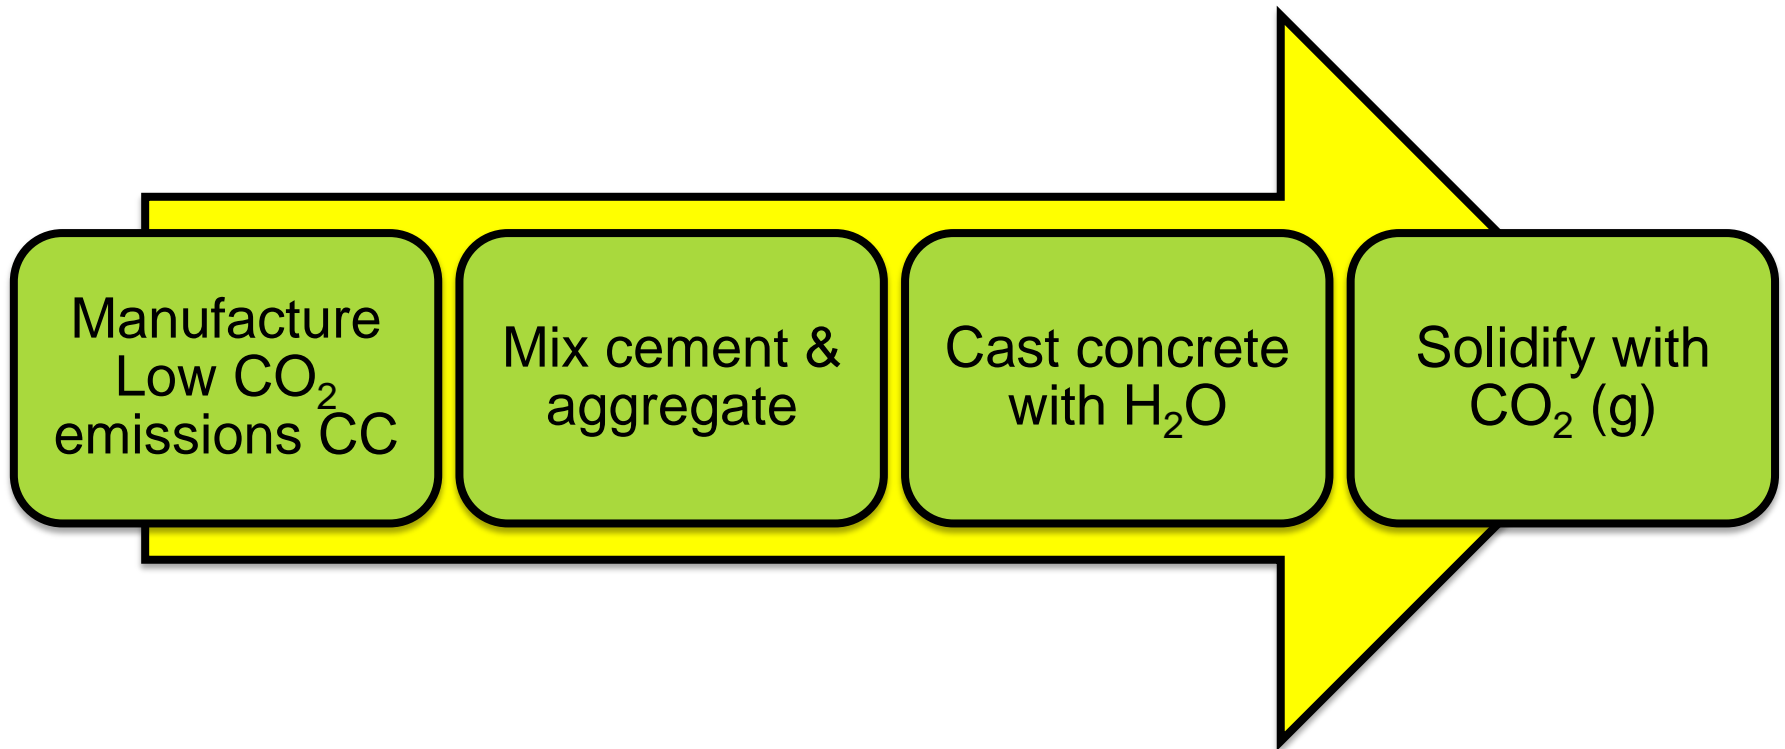 Manufacture
Low CO₂
emissions CC
Mix cement &
aggregate
Cast concrete
with H₂O
Solidify with
CO₂ (g)